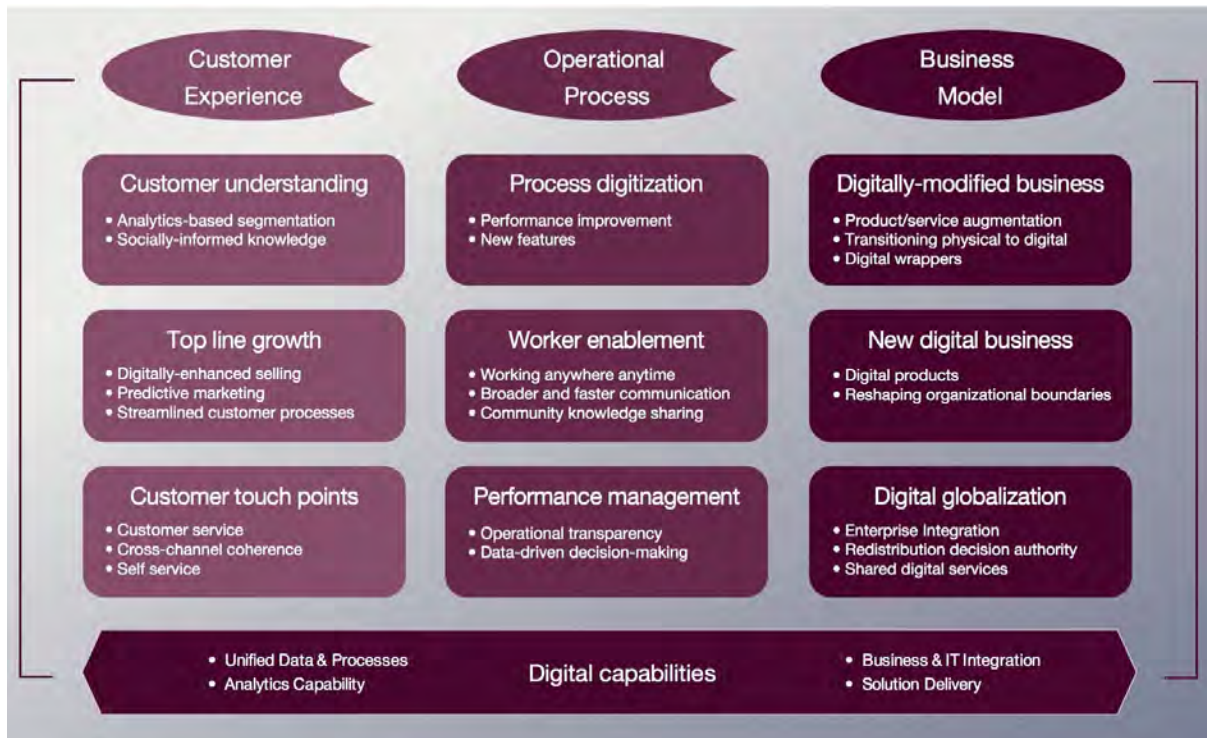 Customer
Experience
Operational
Process
Business
Model
Customer understanding
• Analytics-based segmentation
• Socially-informed knowledge
Process digitization
• Performance improvement
• New features
Digitally-modified business
• Product/service augmentation
• Transitioning physical to digital
• Digital wrappers
Top line growth
• Digitally-enhanced selling
• Predictive marketing
• Streamlined customer processes
Worker enablement
• Working anywhere anytime
• Broader and faster communication
• Community knowledge sharing
New digital business
• Digital products
• Reshaping organizational boundaries
Customer touch points
• Customer service
• Cross-channel coherence
• Self service
Performance management
• Operational transparency
• Data-driven decision-making
Digital globalization
• Enterprise Integration
• Redistribution decision authority
• Shared digital services
• Unified Data & Processes
• Analytics Capability
Digital capabilities
• Business & IT Integration
• Solution Delivery